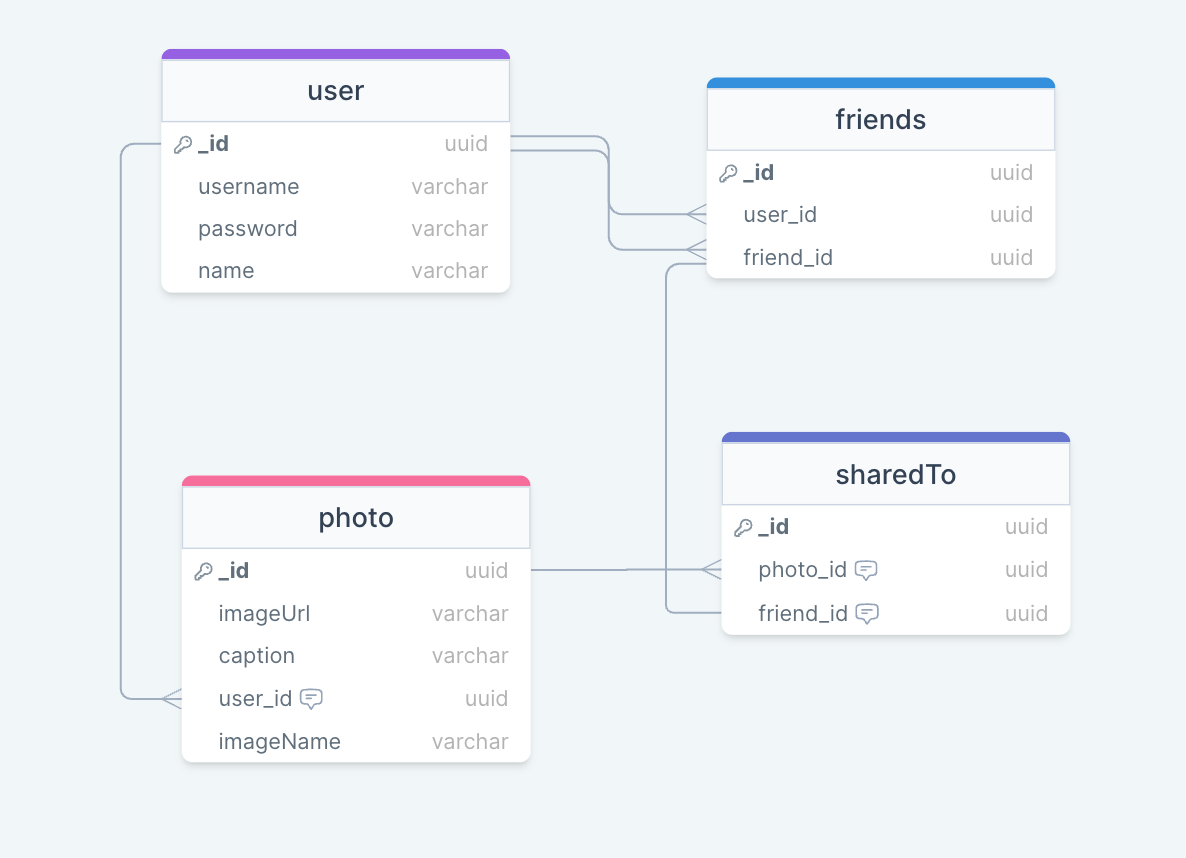 user
_id uuid
username varchar
password varchar
name varchar
friends
_id uuid
user_id uuid
friend_id uuid
photo
_id uuid
imageUrl varchar
caption varchar
user_id uuid
imageName varchar
sharedTo
_id uuid
photo_id uuid
friend_id uuid